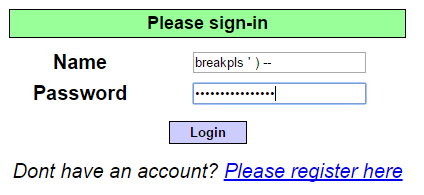 Please sign-in
Name breakpls ' ) --
Password ••••••••••••••••
Login
Dont have an account? Please register here